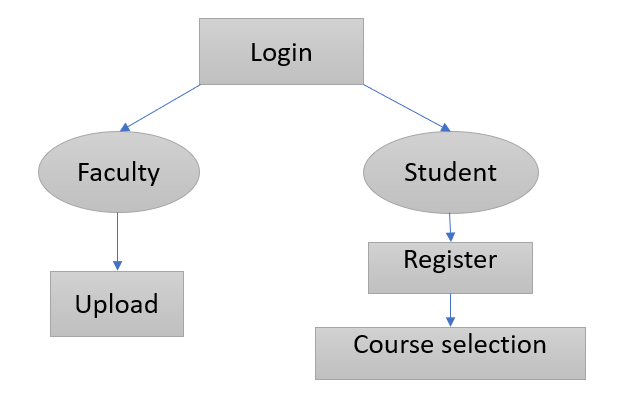 Login
Faculty
Student
Register
Upload
Course selection